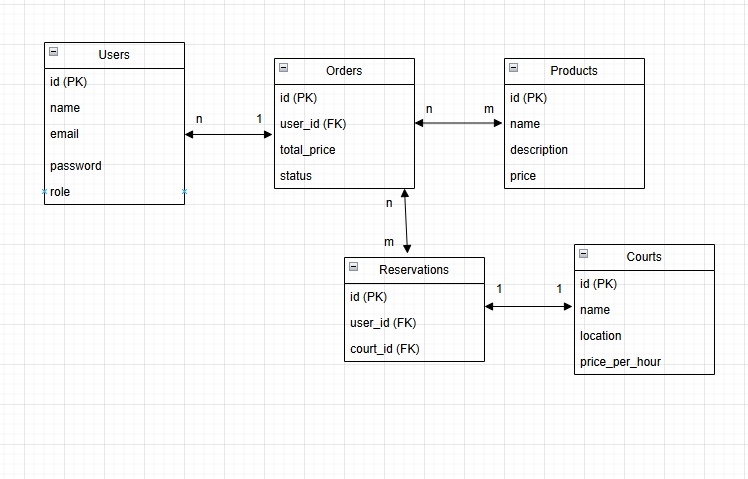 Users
id (PK)
name
email
password
role
n
1
Orders
id (PK)
user_id (FK)
total_price
status
n
m
Products
id (PK)
name
description
price
n
m
Reservations
id (PK)
user_id (FK)
court_id (FK)
1
1
Courts
id (PK)
name
location
price_per_hour